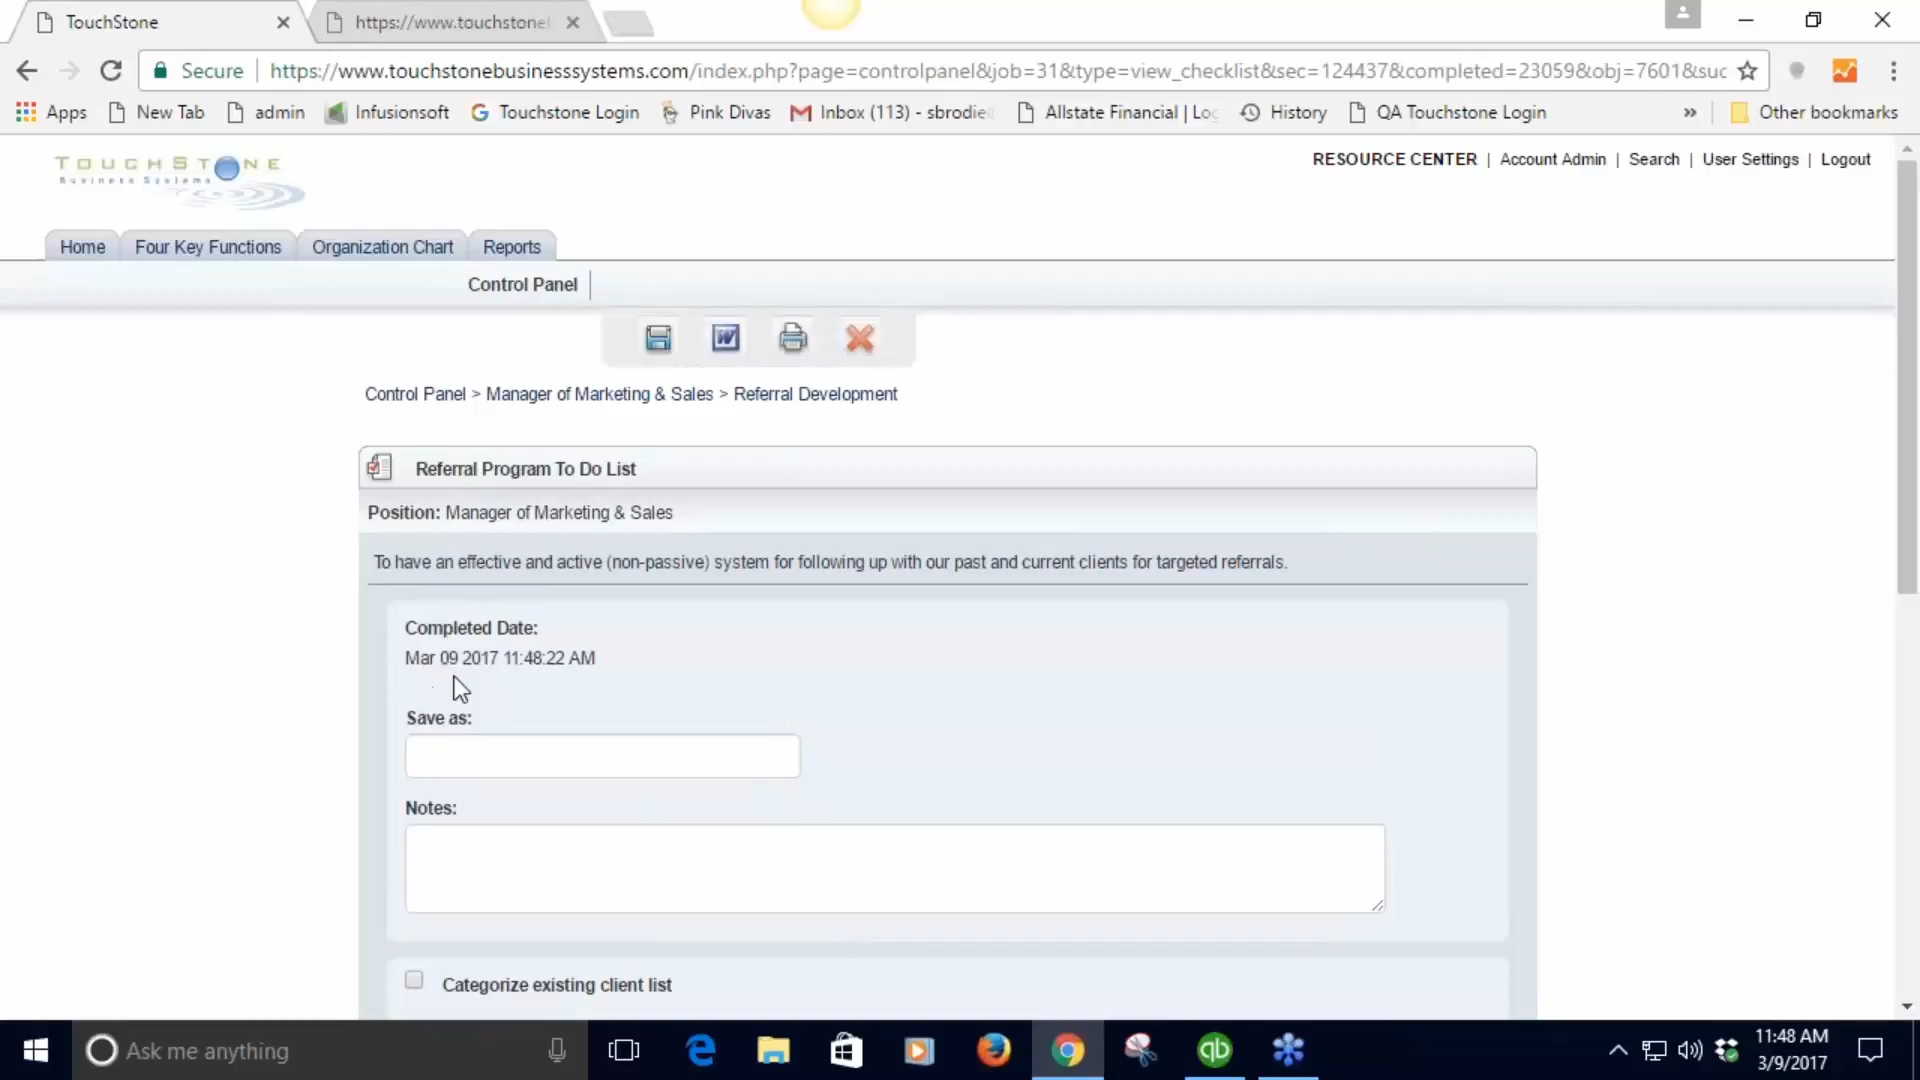 TouchStone
https://www.touchstonel
Secure
https://www.touchstonebusinesssystems.com/index.php?page=controlpanel&job=31&type=view_checklist&sec=124437&completed=23059&obj=7601&suc
Apps New Tab admin Infusionsoft Touchstone Login Pink Divas Inbox (113) - sbrodie Allstate Financial | Log History QA Touchstone Login » Other bookmarks
TOUCHSTONE
Business Systems
RESOURCE CENTER | Account Admin | Search | User Settings | Logout
Home Four Key Functions Organization Chart Reports
Control Panel
Control Panel > Manager of Marketing & Sales > Referral Development
Referral Program To Do List
Position: Manager of Marketing & Sales
To have an effective and active (non-passive) system for following up with our past and current clients for targeted referrals.
Completed Date:
Mar 09 2017 11:48:22 AM
Save as:
Notes:
Categorize existing client list
Ask me anything
11:48 AM
3/9/2017